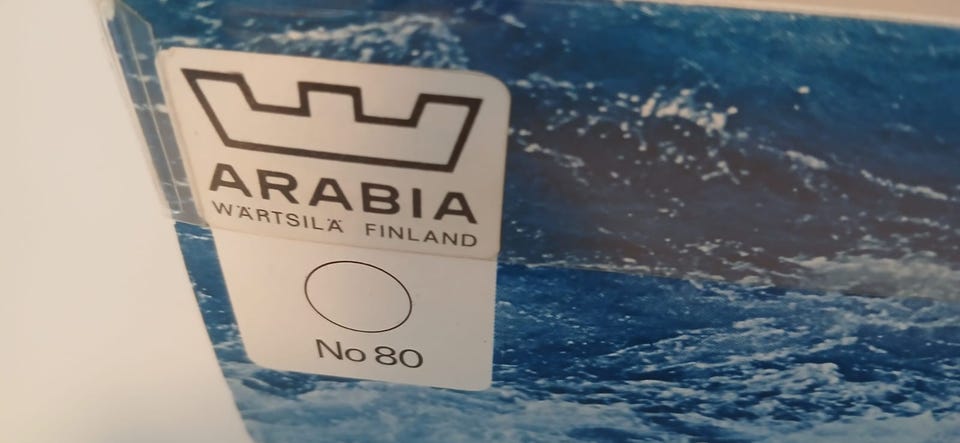 ARABIA
WÄRTSILÄ FINLAND
No 80